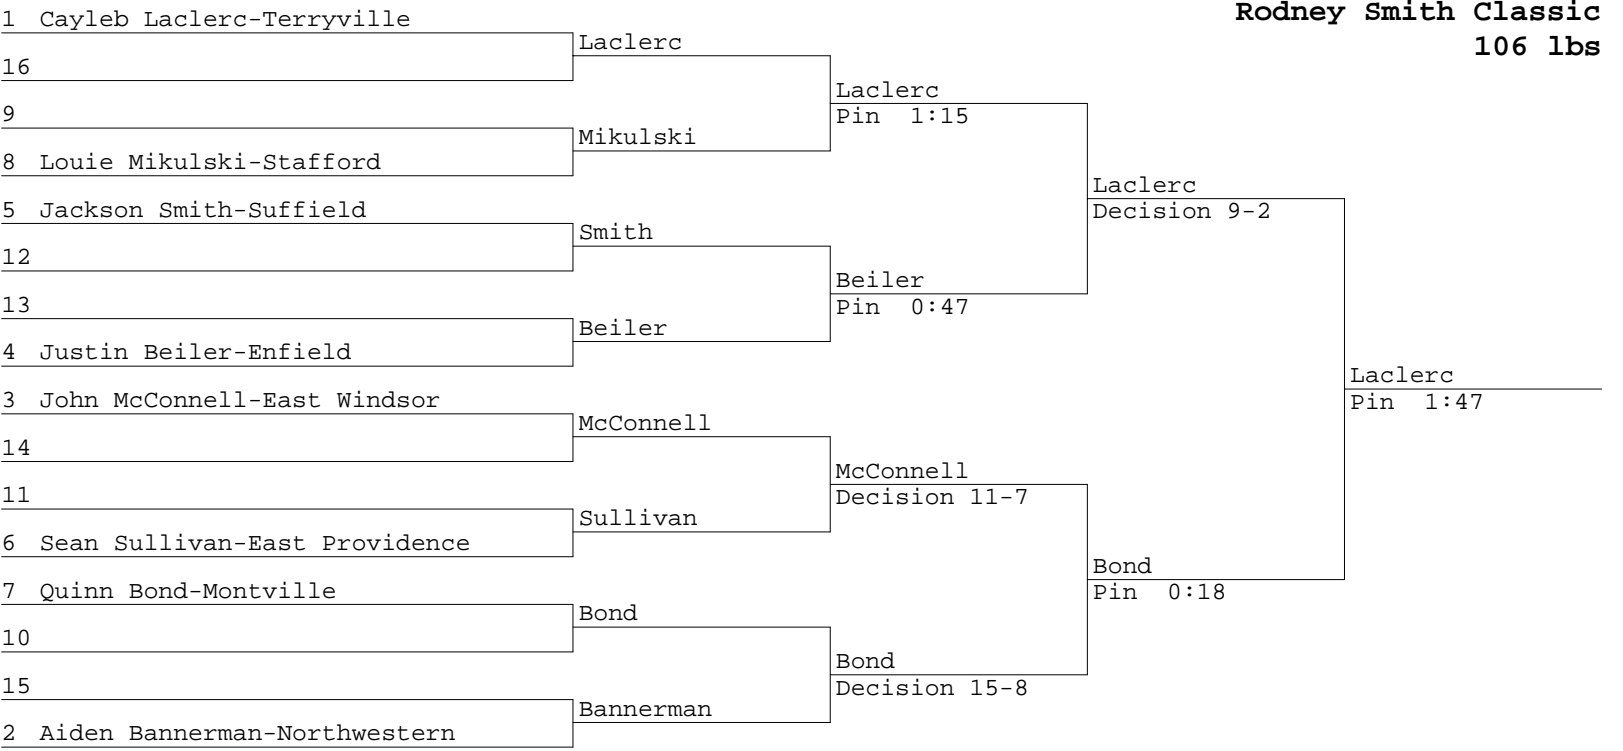 Rodney Smith Classic
106 lbs
1 Cayleb Laclerc-Terryville
Laclerc
16
Laclerc
Pin 1:15
9
Mikulski
8 Louie Mikulski-Stafford
Laclerc
Decision 9-2
5 Jackson Smith-Suffield
Smith
12
Beiler
Pin 0:47
13
Beiler
4 Justin Beiler-Enfield
Laclerc
Pin 1:47
3 John McConnell-East Windsor
McConnell
14
McConnell
Decision 11-7
11
Sullivan
6 Sean Sullivan-East Providence
Bond
Pin 0:18
7 Quinn Bond-Montville
Bond
10
Bond
Decision 15-8
15
Bannerman
2 Aiden Bannerman-Northwestern